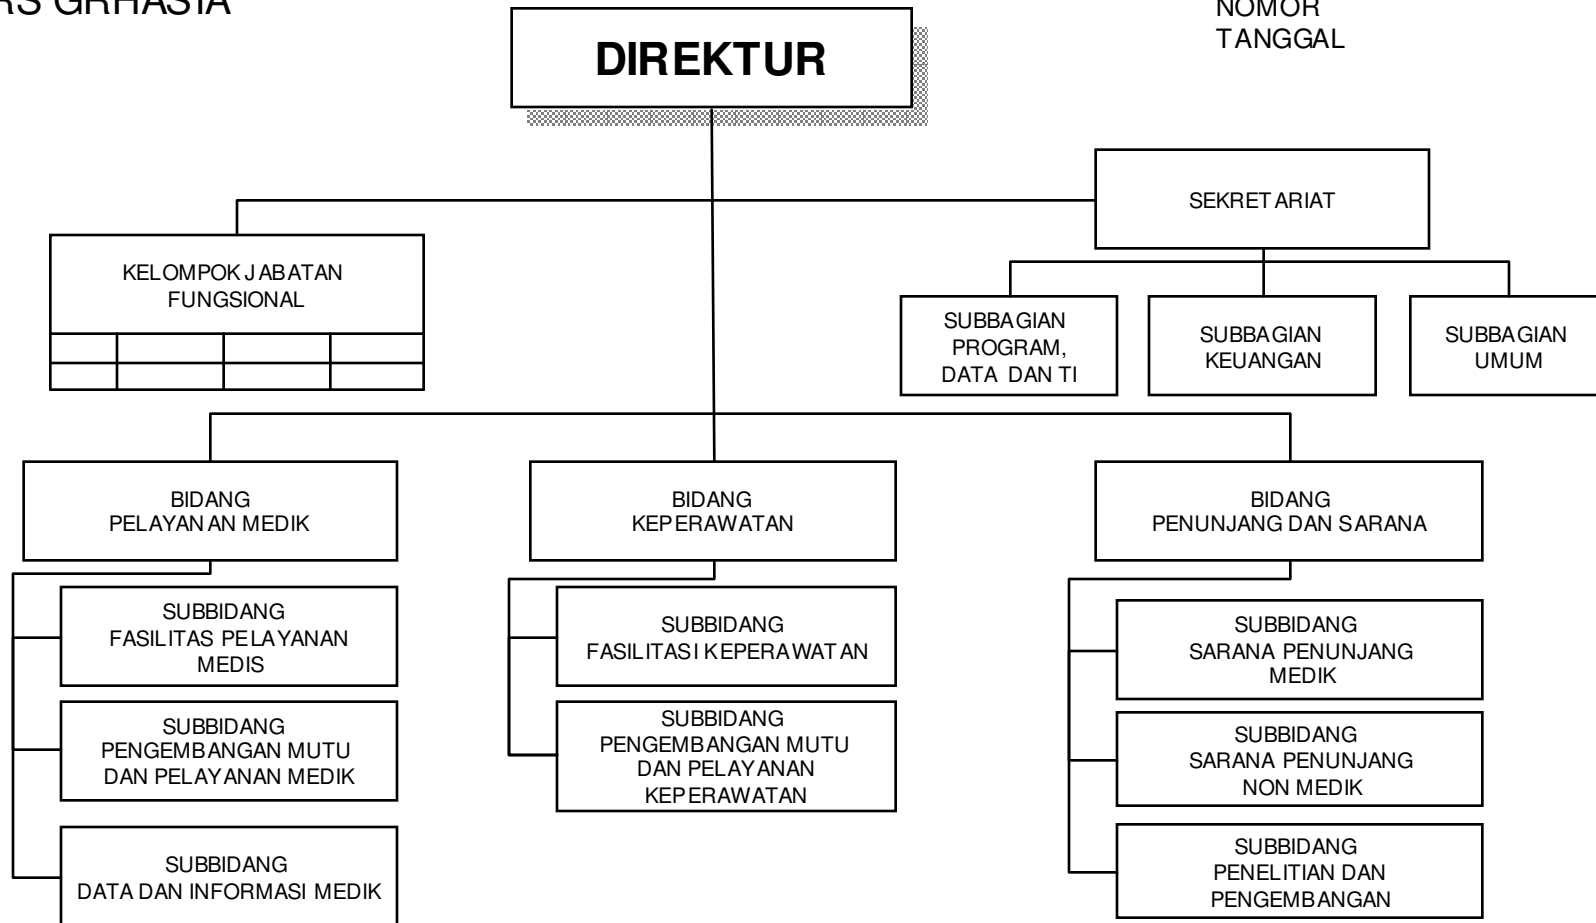 RS GRHASIA
NOMOR
TANGGAL
DIREKTUR
SEKRETARIAT
KELOMPOK JABATAN
FUNGSIONAL
SUBBAGIAN
PROGRAM,
DATA DAN TI
SUBBAGIAN
KEUANGAN
SUBBAGIAN
UMUM
BIDANG
PELAYANAN MEDIK
BIDANG
KEPERAWATAN
BIDANG
PENUNJANG DAN SARANA
SUBBIDANG
FASILITAS PELAYANAN
MEDIS
SUBBIDANG
PENGEMBANGAN MUTU
DAN PELAYANAN MEDIK
SUBBIDANG
DATA DAN INFORMASI MEDIK
SUBBIDANG
FASILITASI KEPERAWATAN
SUBBIDANG
PENGEMBANGAN MUTU
DAN PELAYANAN
KEPERAWATAN
SUBBIDANG
SARANA PENUNJANG
MEDIK
SUBBIDANG
SARANA PENUNJANG
NON MEDIK
SUBBIDANG
PENELITIAN DAN
PENGEMBANGAN